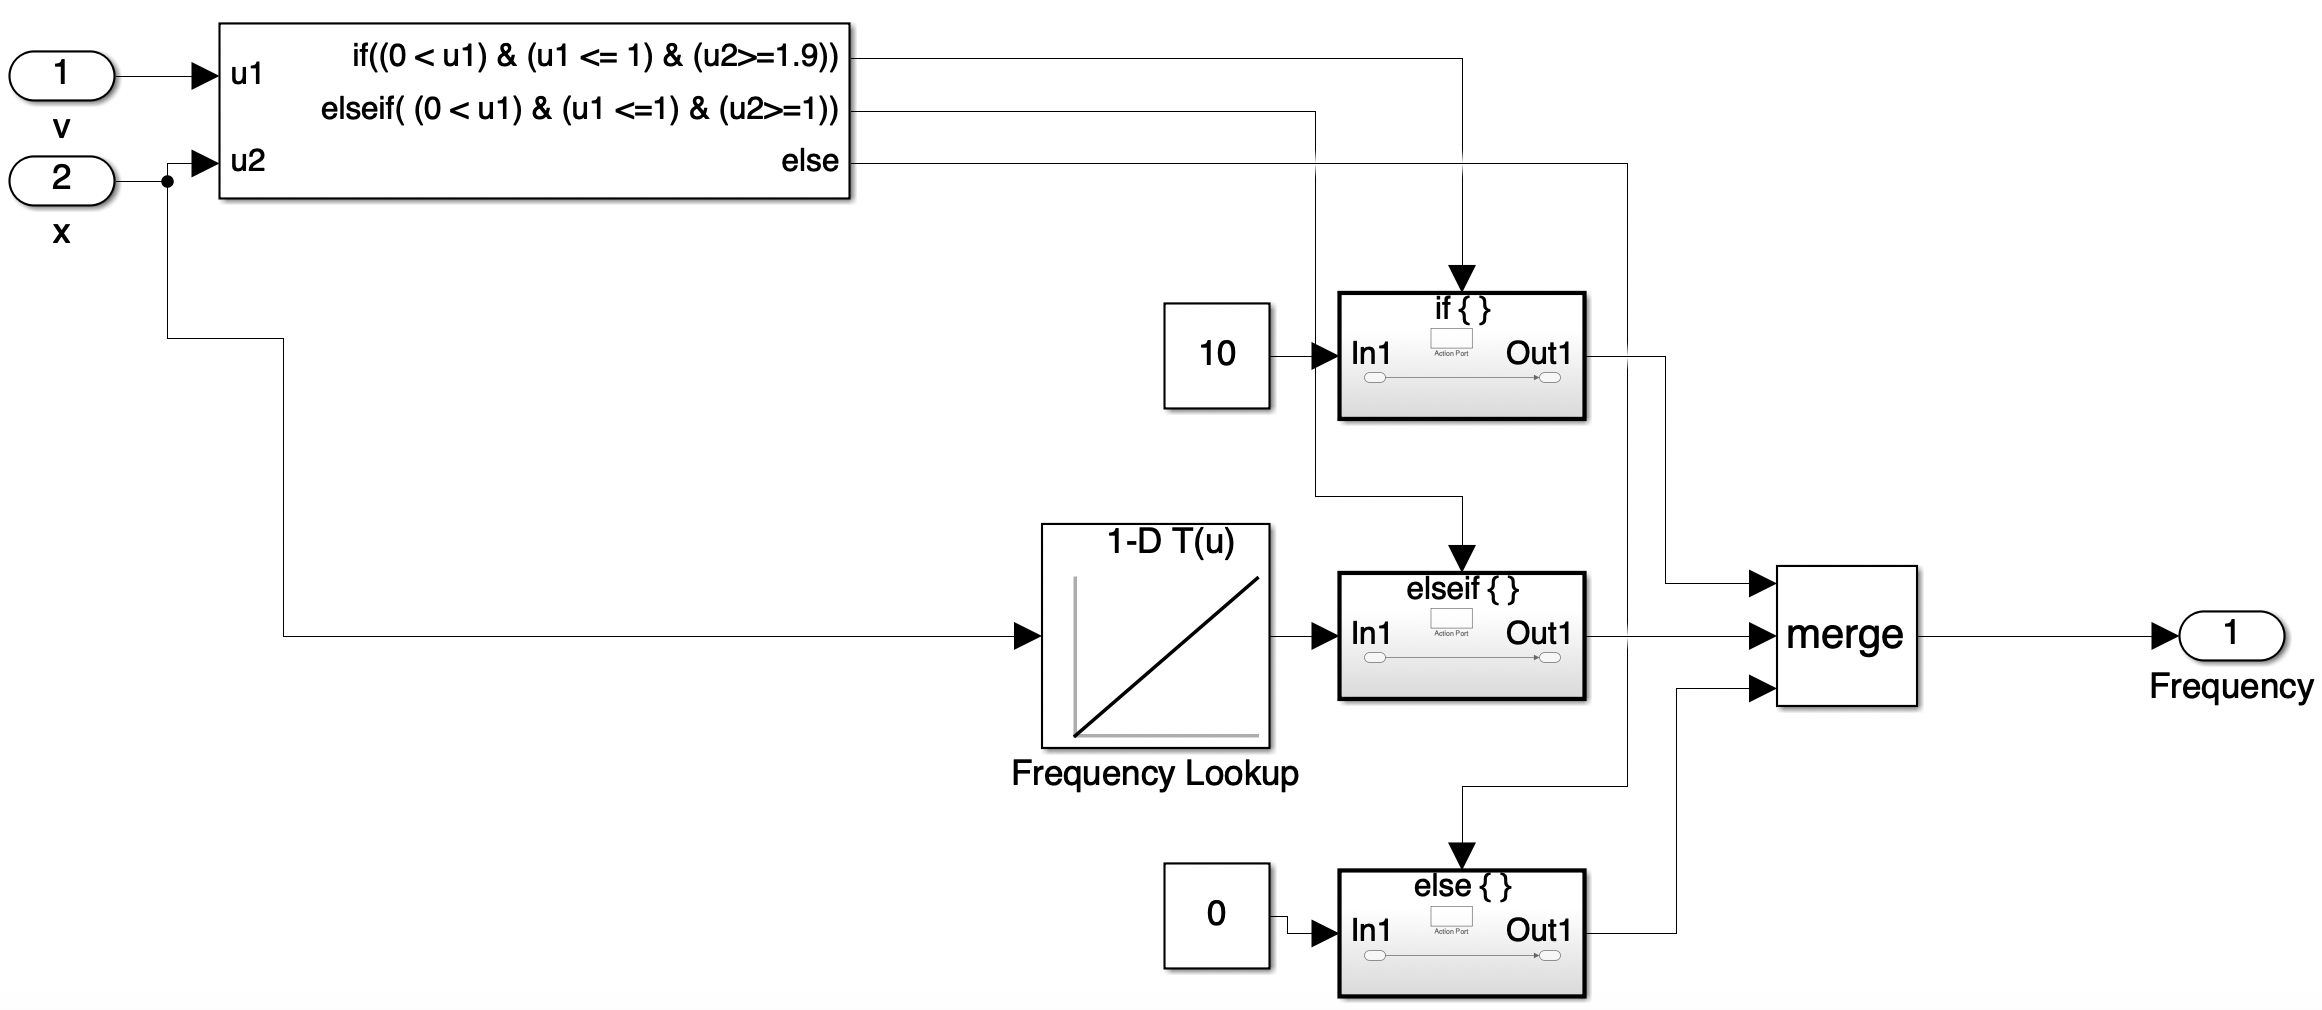 1
v
2
x
u1
u2
if((0 < u1) & (u1 <= 1) & (u2>=1.9))
elseif( (0 < u1) & (u1 <=1) & (u2>=1))
else
10
if { }
Action Port
In1
Out1
1-D T(u)
Frequency Lookup
elseif { }
Action Port
In1
Out1
0
else { }
Action Port
In1
Out1
merge
1
Frequency